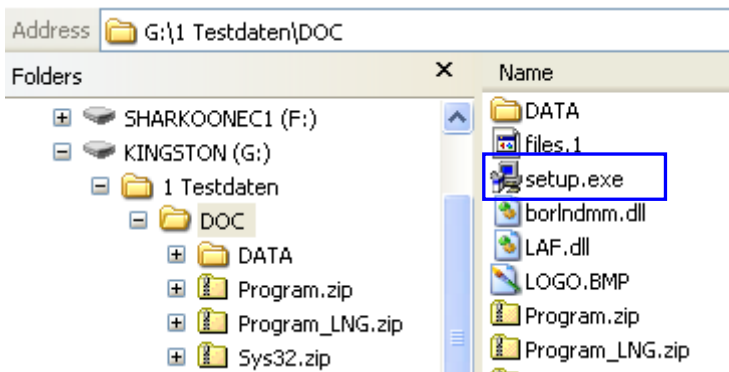 Address G:\1 Testdaten\DOC
Folders
SHARKOONEC1 (F:)
KINGSTON (G:)
1 Testdaten
DOC
DATA
Program.zip
Program_LNG.zip
Sys32.zip
Name
DATA
files.1
setup.exe
borlndmm.dll
LAF.dll
LOGO.BMP
Program.zip
Program_LNG.zip